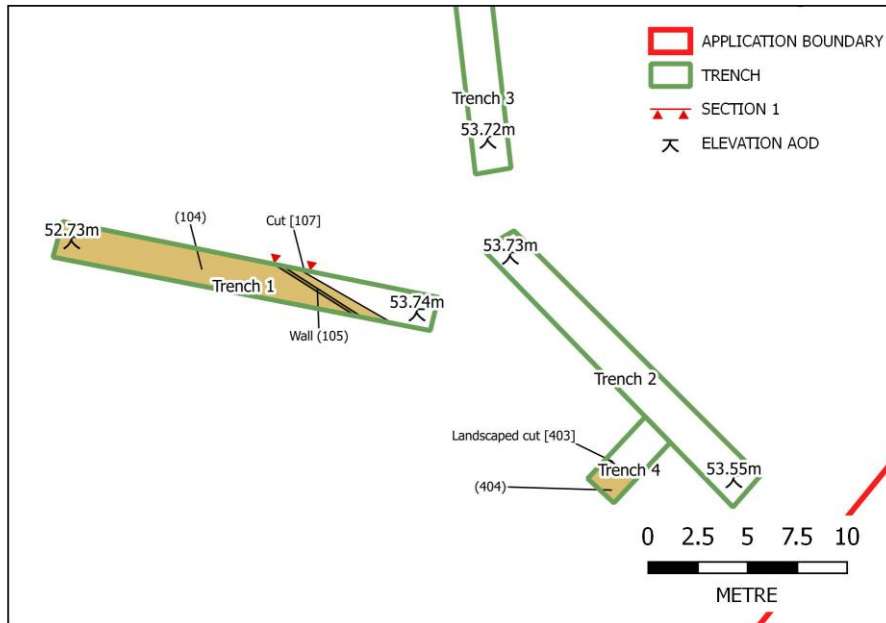 APPLICATION BOUNDARY
TRENCH
SECTION 1
ELEVATION AOD
Trench 3
53.72m
(104)
Cut [107]
52.73m
Trench 1
53.74m
Wall (105)
53.73m
Trench 2
Landscaped cut [403]
Trench 4
53.55m
(404)
0 2.5 5 7.5 10
METRE